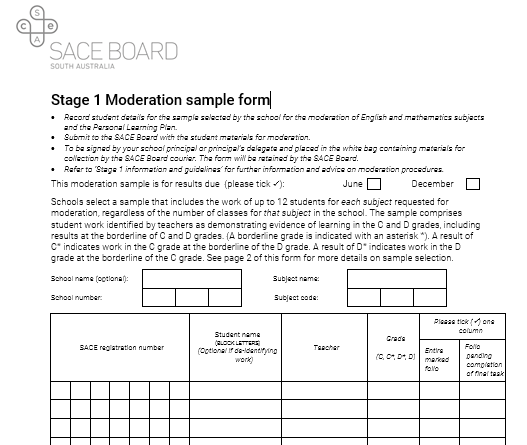 S
C e
A
SACE BOARD
SOUTH AUSTRALIA
Stage 1 Moderation sample form
• Record student details for the sample selected by the school for the moderation of English and mathematics subjects
and the Personal Learning Plan.
• Submit to the SACE Board with the student materials for moderation.
• To be signed by your school principal or principal's delegate and placed in the white bag containing materials for
collection by the SACE Board courier. The form will be retained by the SACE Board.
• Refer to 'Stage 1 information and guidelines' for further information and advice on moderation procedures.
This moderation sample is for results due (please tick ✓): June December
Schools select a sample that includes the work of up to 12 students for each subject requested for
moderation, regardless of the number of classes for that subject in the school. The sample comprises
student work identified by teachers as demonstrating evidence of learning in the C and D grades, including
results at the borderline of C and D grades. (A borderline grade is indicated with an asterisk *). A result of
C* indicates work in the C grade at the borderline of the D grade. A result of D* indicates work in the D
grade at the borderline of the C grade. See page 2 of this form for more details on sample selection.
School name (optional): Subject name:
School number: Subject code:
SACE registration number
Student name
(BLOCK LETTERS)
(Optional if de-identifying
work)
Teacher
Grade
(C, C*, D*, D)
Please tick (✓) one
column
Entire
marked
folio
Folio
pending
completion
of final task